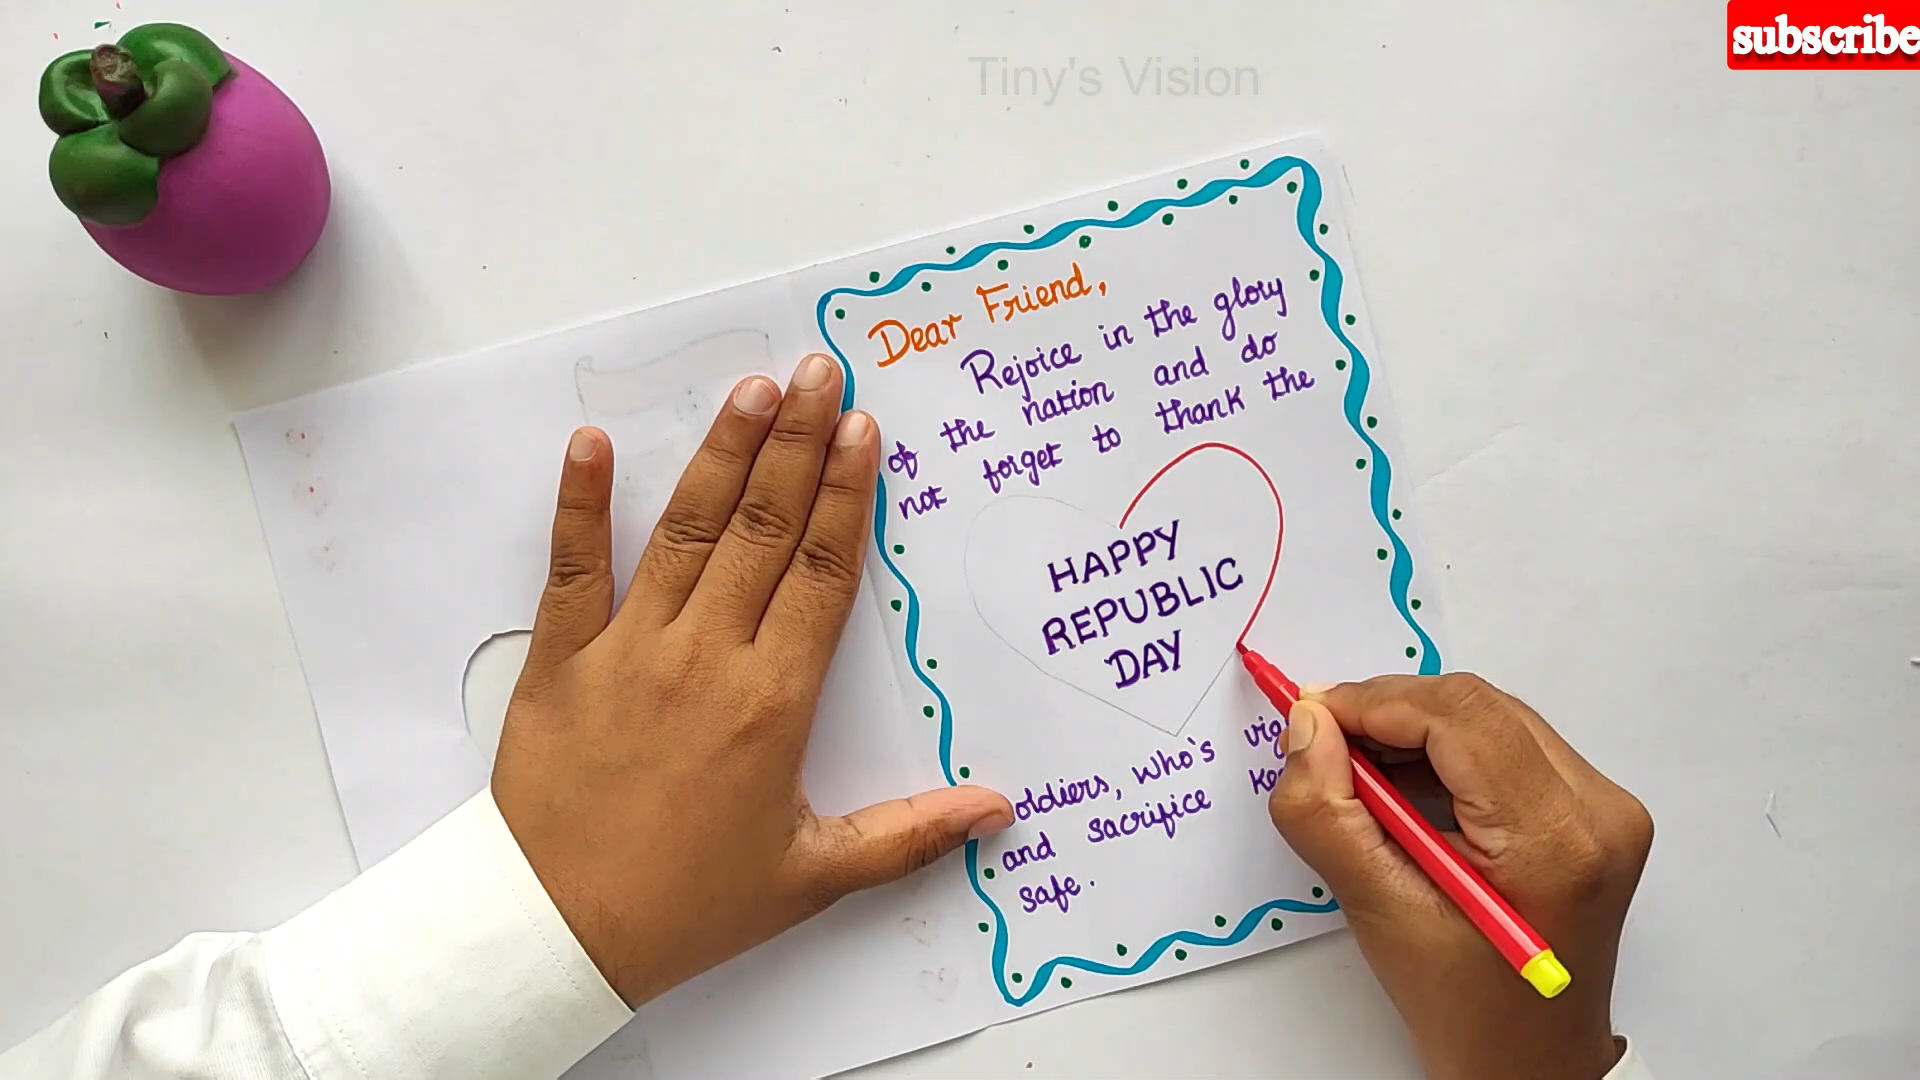 subscribe
Tiny's Vision
Dear Friend,
Rejoice in the glory
of the nation and do
not forget to thank the
HAPPY
REPUBLIC
DAY
oldiers, who's
and sacrifice
safe.